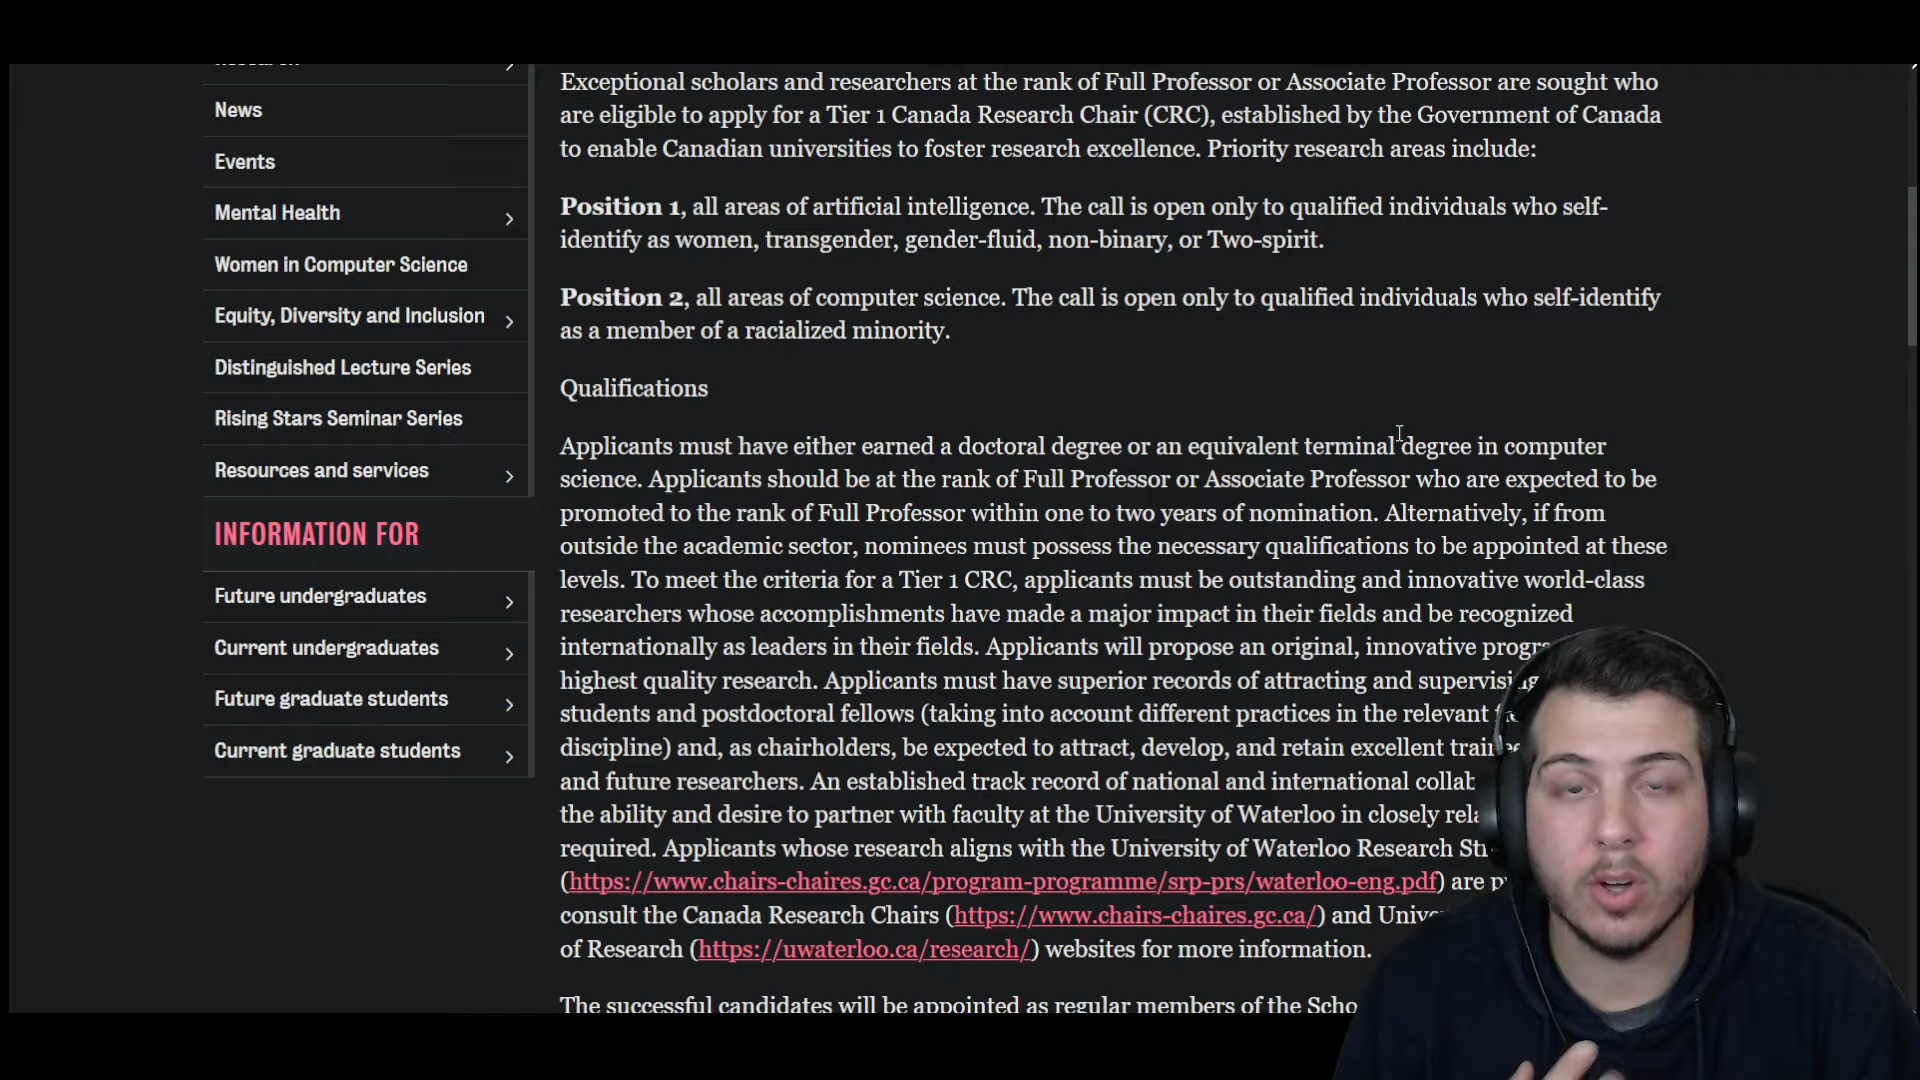 News
Events
Mental Health
Women in Computer Science
Equity, Diversity and Inclusion
Distinguished Lecture Series
Rising Stars Seminar Series
Resources and services
INFORMATION FOR
Future undergraduates
Current undergraduates
Future graduate students
Current graduate students
Exceptional scholars and researchers at the rank of Full Professor or Associate Professor are sought who
are eligible to apply for a Tier 1 Canada Research Chair (CRC), established by the Government of Canada
to enable Canadian universities to foster research excellence. Priority research areas include:
Position 1, all areas of artificial intelligence. The call is open only to qualified individuals who self-
identify as women, transgender, gender-fluid, non-binary, or Two-spirit.
Position 2, all areas of computer science. The call is open only to qualified individuals who self-identify
as a member of a racialized minority.
Qualifications
Applicants must have either earned a doctoral degree or an equivalent terminal degree in computer
science. Applicants should be at the rank of Full Professor or Associate Professor who are expected to be
promoted to the rank of Full Professor within one to two years of nomination. Alternatively, if from
outside the academic sector, nominees must possess the necessary qualifications to be appointed at these
levels. To meet the criteria for a Tier 1 CRC, applicants must be outstanding and innovative world-class
researchers whose accomplishments have made a major impact in their fields and be recognized
internationally as leaders in their fields. Applicants will propose an original, innovative
highest quality research. Applicants must have superior records of attracting and supervising
students and postdoctoral fellows (taking into account different practices in the relevant
discipline) and, as chairholders, be expected to attract, develop, and retain excellent
and future researchers. An established track record of national and international
the ability and desire to partner with faculty at the University of Waterloo in closely
required. Applicants whose research aligns with the University of Waterloo Research
(https://www.chairs-chaires.gc.ca/program-programme/srp-prs/waterloo-eng.pdf) are
consult the Canada Research Chairs (https://www.chairs-chaires.gc.ca/) and
of Research (https://uwaterloo.ca/research/) websites for more information.
The successful candidates will be appointed as regular members of the